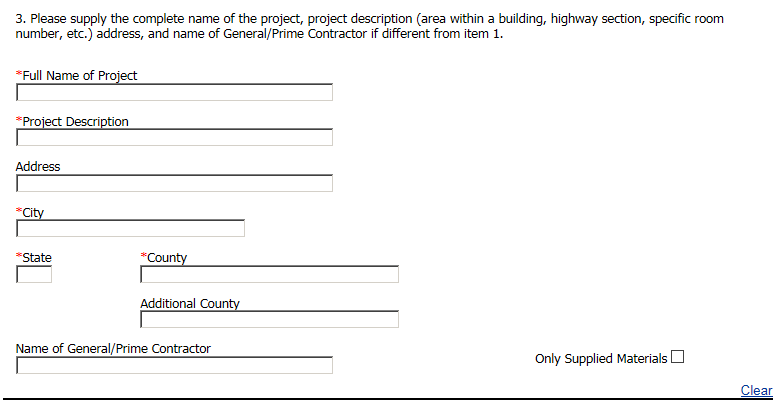 3. Please supply the complete name of the project, project description (area within a building, highway section, specific room
number, etc.) address, and name of General/Prime Contractor if different from item 1.
*Full Name of Project
*Project Description
Address
*City
*State *County
Additional County
Name of General/Prime Contractor
Only Supplied Materials
Clear